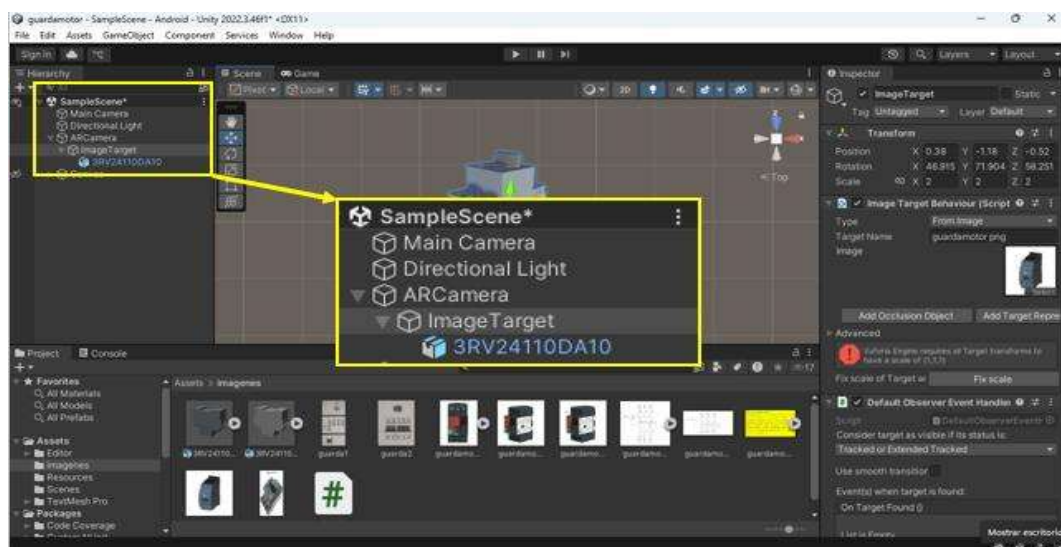 guardamotor - SampleScene - Android - Unity 2022.3.46f1* <DX11>
File Edit Assets GameObject Component Services Window Help
Sign in
Layers
Layout
Hierarchy
Scene
Game
Inspector
SampleScene*
Main Camera
Directional Light
ARCamera
ImageTarget
3RV24110DA10
Pivot
Local
2D
Top
SampleScene*
Main Camera
Directional Light
ARCamera
ImageTarget
3RV24110DA10
ImageTarget
Static
Tag Untagged
Layer Default
Transform
Position X 0.38 Y -1.18 Z -0.52
Rotation X 46.915 Y 71.904 Z 58.251
Scale X 2 Y 2 Z 2
Image Target Behaviour (Script
Type From Image
Target Name guardamotor.png
Image
Select
Add Occlusion Object
Add Target Repre
Advanced
Vuforia Engine requires all Target transforms to
have a scale of (1,1,1)
Fix scale of Target
Fix scale
Default Observer Event Handler
Script
Consider target as visible if its status is:
Tracked or Extended Tracked
Use smooth transition
Event(s) when target is found:
On Target Found ()
List is Empty
Mostrar escritorio
Project
Console
17
Favorites
All Materials
All Models
All Prefabs
Assets
Editor
imagenes
Resources
Scenes
TextMesh Pro
Packages
Code Coverage
Assets > imagenes
3RV2411...
3RV2411...
guarda1
guarda2
guardamo...
guardamo...
guardamo...
guardamo...
guardamo...
guardamo...
#